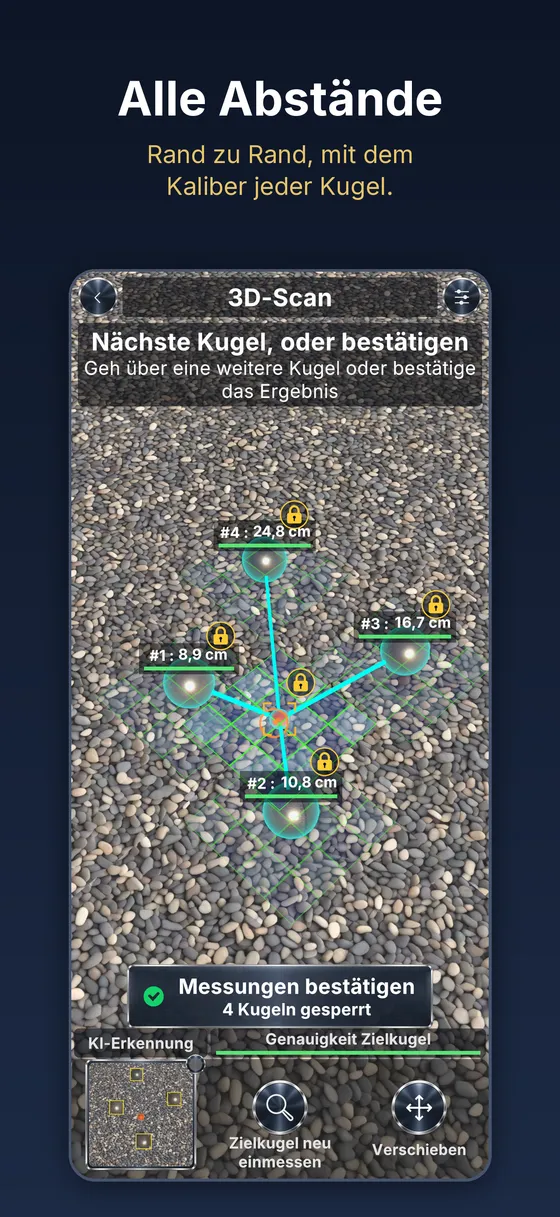 Alle Abstände
Rand zu Rand, mit dem
Kaliber jeder Kugel.
3D-Scan
Nächste Kugel, oder bestätigen
Geh über eine weitere Kugel oder bestätige
das Ergebnis
#4 : 24,8 cm
#3 : 16,7 cm
#1 : 8,9 cm
#2 : 10,8 cm
Messungen bestätigen
4 Kugeln gesperrt
KI-Erkennung
Genauigkeit Zielkugel
Zielkugel neu
einmessen
Verschieben